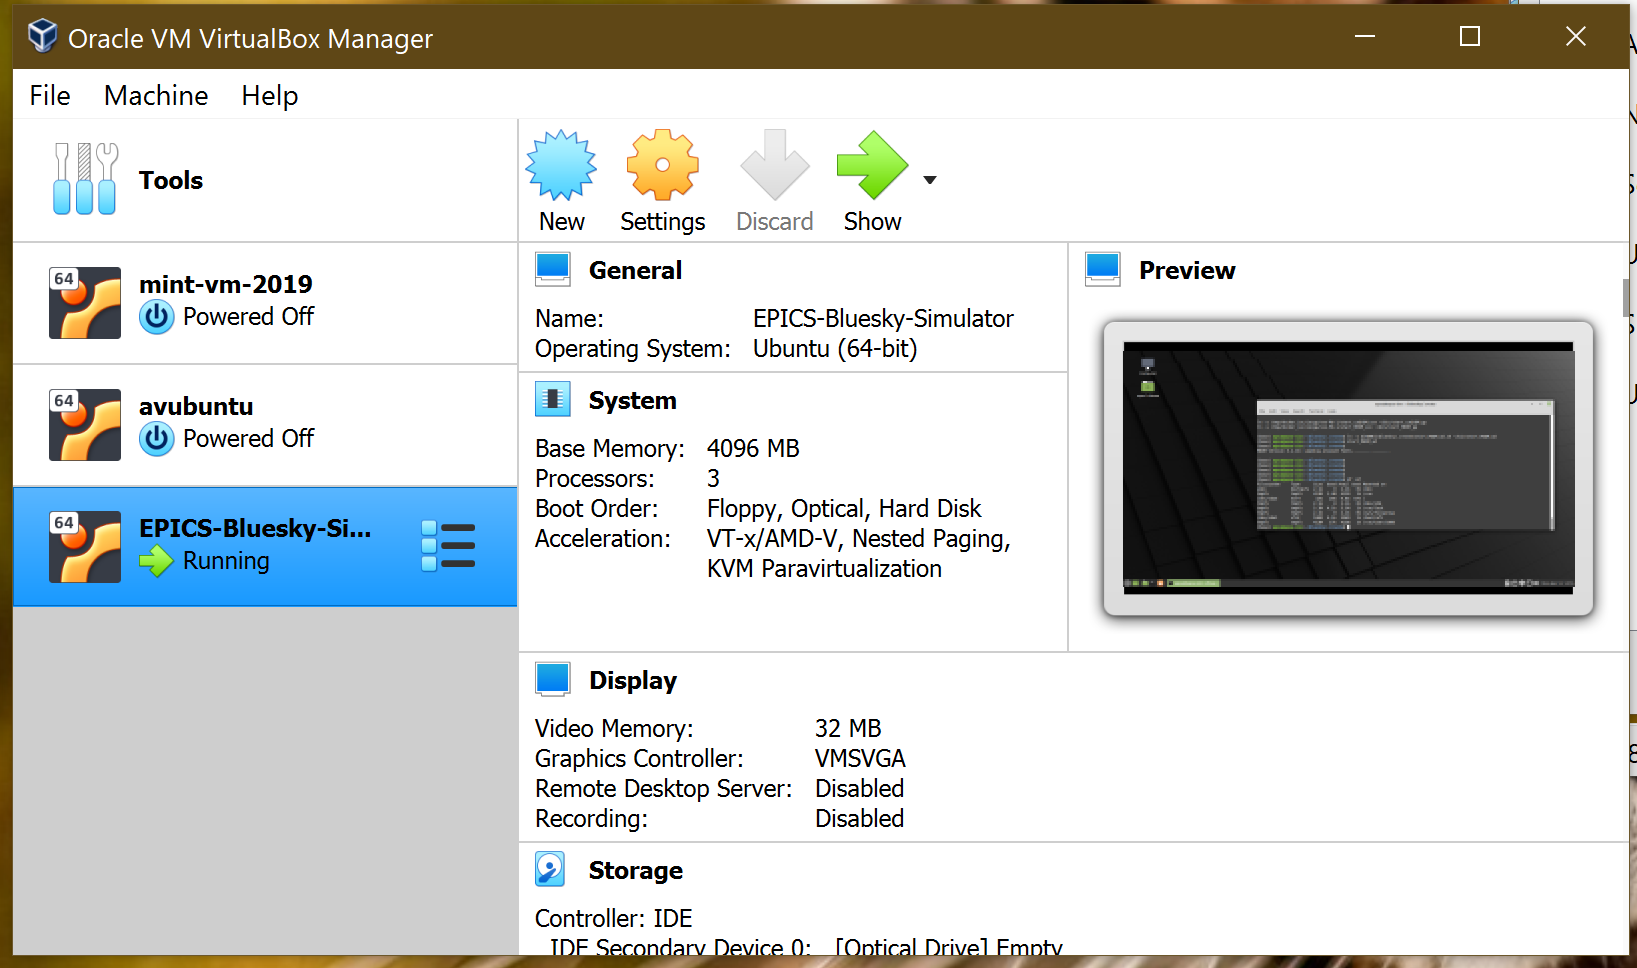 Oracle VM VirtualBox Manager
File Machine Help
Tools
New Settings Discard Show
64
mint-vm-2019
Powered Off
64
avubuntu
Powered Off
64
EPICS-Bluesky-Si...
Running
General
Name: EPICS-Bluesky-Simulator
Operating System: Ubuntu (64-bit)
Preview
System
Base Memory: 4096 MB
Processors: 3
Boot Order: Floppy, Optical, Hard Disk
Acceleration: VT-x/AMD-V, Nested Paging,
KVM Paravirtualization
Display
Video Memory: 32 MB
Graphics Controller: VMSVGA
Remote Desktop Server: Disabled
Recording: Disabled
Storage
Controller: IDE
IDE Secondary Device 0: [Optical Drive] Empty